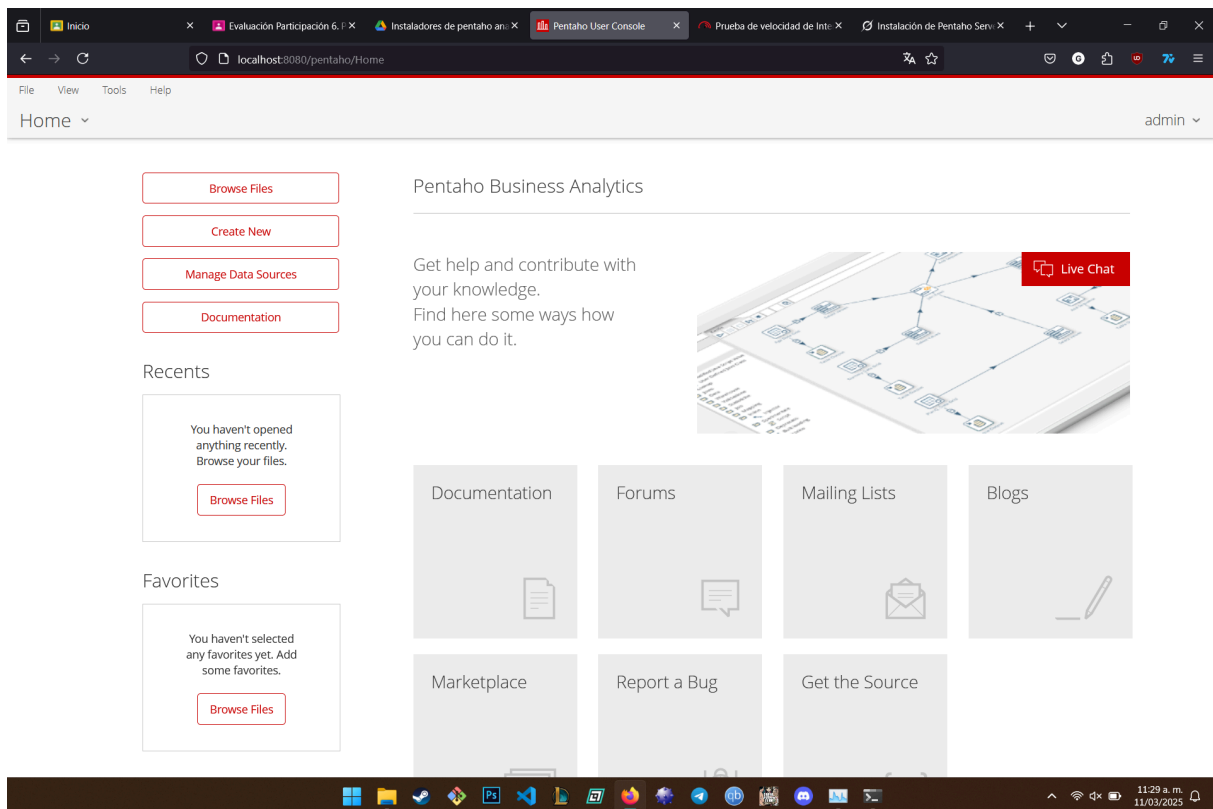 Inicio
Evaluación Participación 6. P
Instaladores de pentaho ana
Pentaho User Console
Prueba de velocidad de Inte
Instalación de Pentaho Serv
localhost:8080/pentaho/Home
File View Tools Help
Home
admin
Browse Files
Create New
Manage Data Sources
Documentation
Recents
You haven't opened
anything recently.
Browse your files.
Browse Files
Favorites
You haven't selected
any favorites yet. Add
some favorites.
Browse Files
Pentaho Business Analytics
Get help and contribute with
your knowledge.
Find here some ways how
you can do it.
Live Chat
Documentation
Forums
Mailing Lists
Blogs
Marketplace
Report a Bug
Get the Source
Ps
qb
11:29 a. m.
11/03/2025